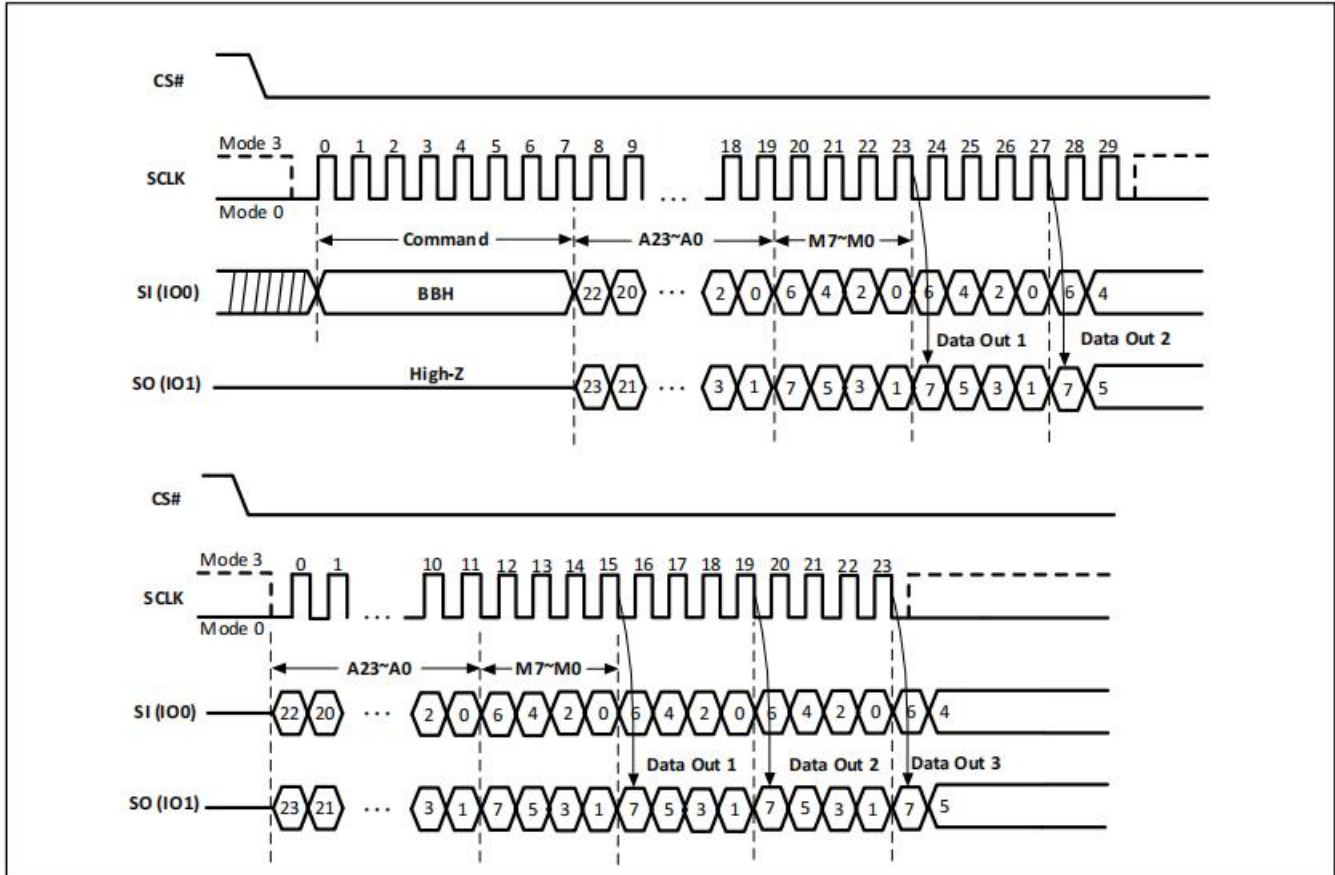 CS#
Mode 3
0 1 2 3 4 5 6 7 8 9 18 19 20 21 22 23 24 25 26 27 28 29
SCLK ...
Mode 0
Command A23~A0 M7~M0
SI (IO0) BBH 22 20 ... 2 0 6 4 2 0 6 4 2 0 6 4
Data Out 1 Data Out 2
High-Z
SO (IO1) 23 21 ... 3 1 7 5 3 1 7 5 3 1 7 5
CS#
Mode 3
0 1 10 11 12 13 14 15 16 17 18 19 20 21 22 23
SCLK ...
Mode 0
A23~A0 M7~M0
SI (IO0) 22 20 ... 2 0 6 4 2 0 6 4 2 0 6 4 2 0 6 4
Data Out 1 Data Out 2 Data Out 3
SO (IO1) 23 21 ... 3 1 7 5 3 1 7 5 3 1 7 5 3 1 7 5